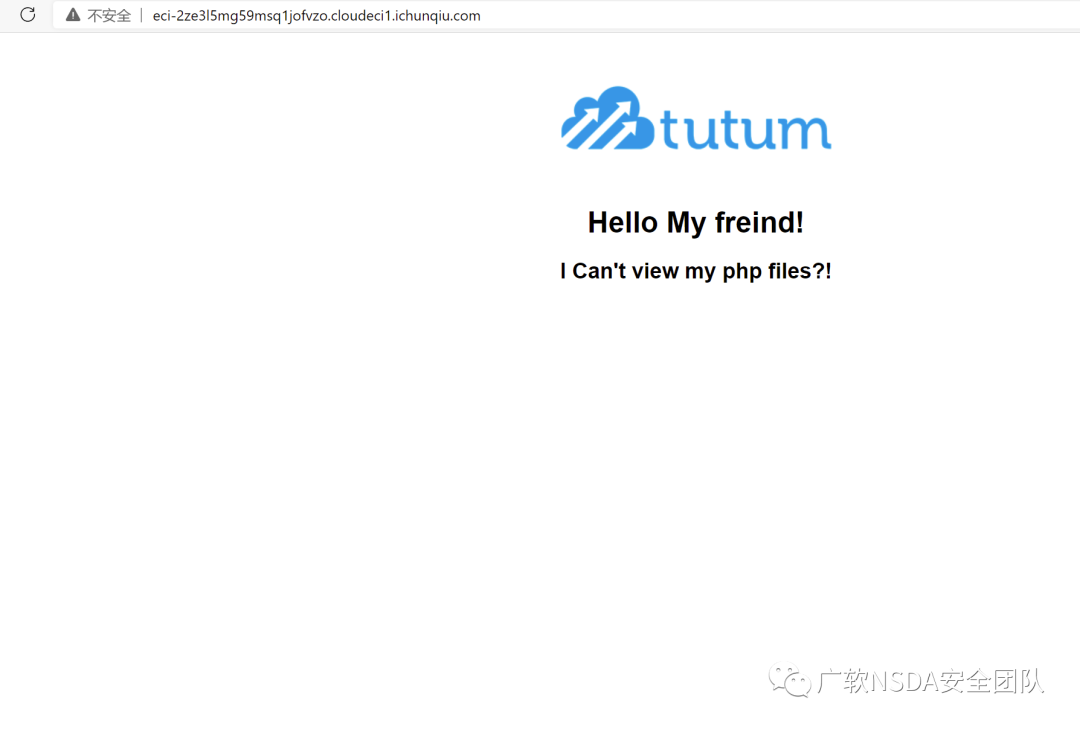 不安全 eci-2ze3l5mg59msq1jofvzo.cloudeci1.ichunqiu.com
tutum
Hello My freind!
I Can't view my php files?!
广软NSDA安全团队